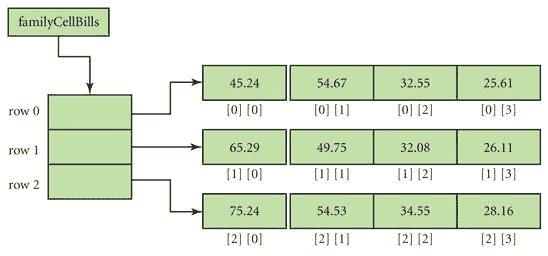 familyCellBills
row 0
45.24 54.67 32.55 25.61
[0] [0] [0] [1] [0] [2] [0] [3]
row 1
65.29 49.75 32.08 26.11
[1] [0] [1] [1] [1] [2] [1] [3]
row 2
75.24 54.53 34.55 28.16
[2] [0] [2] [1] [2] [2] [2] [3]